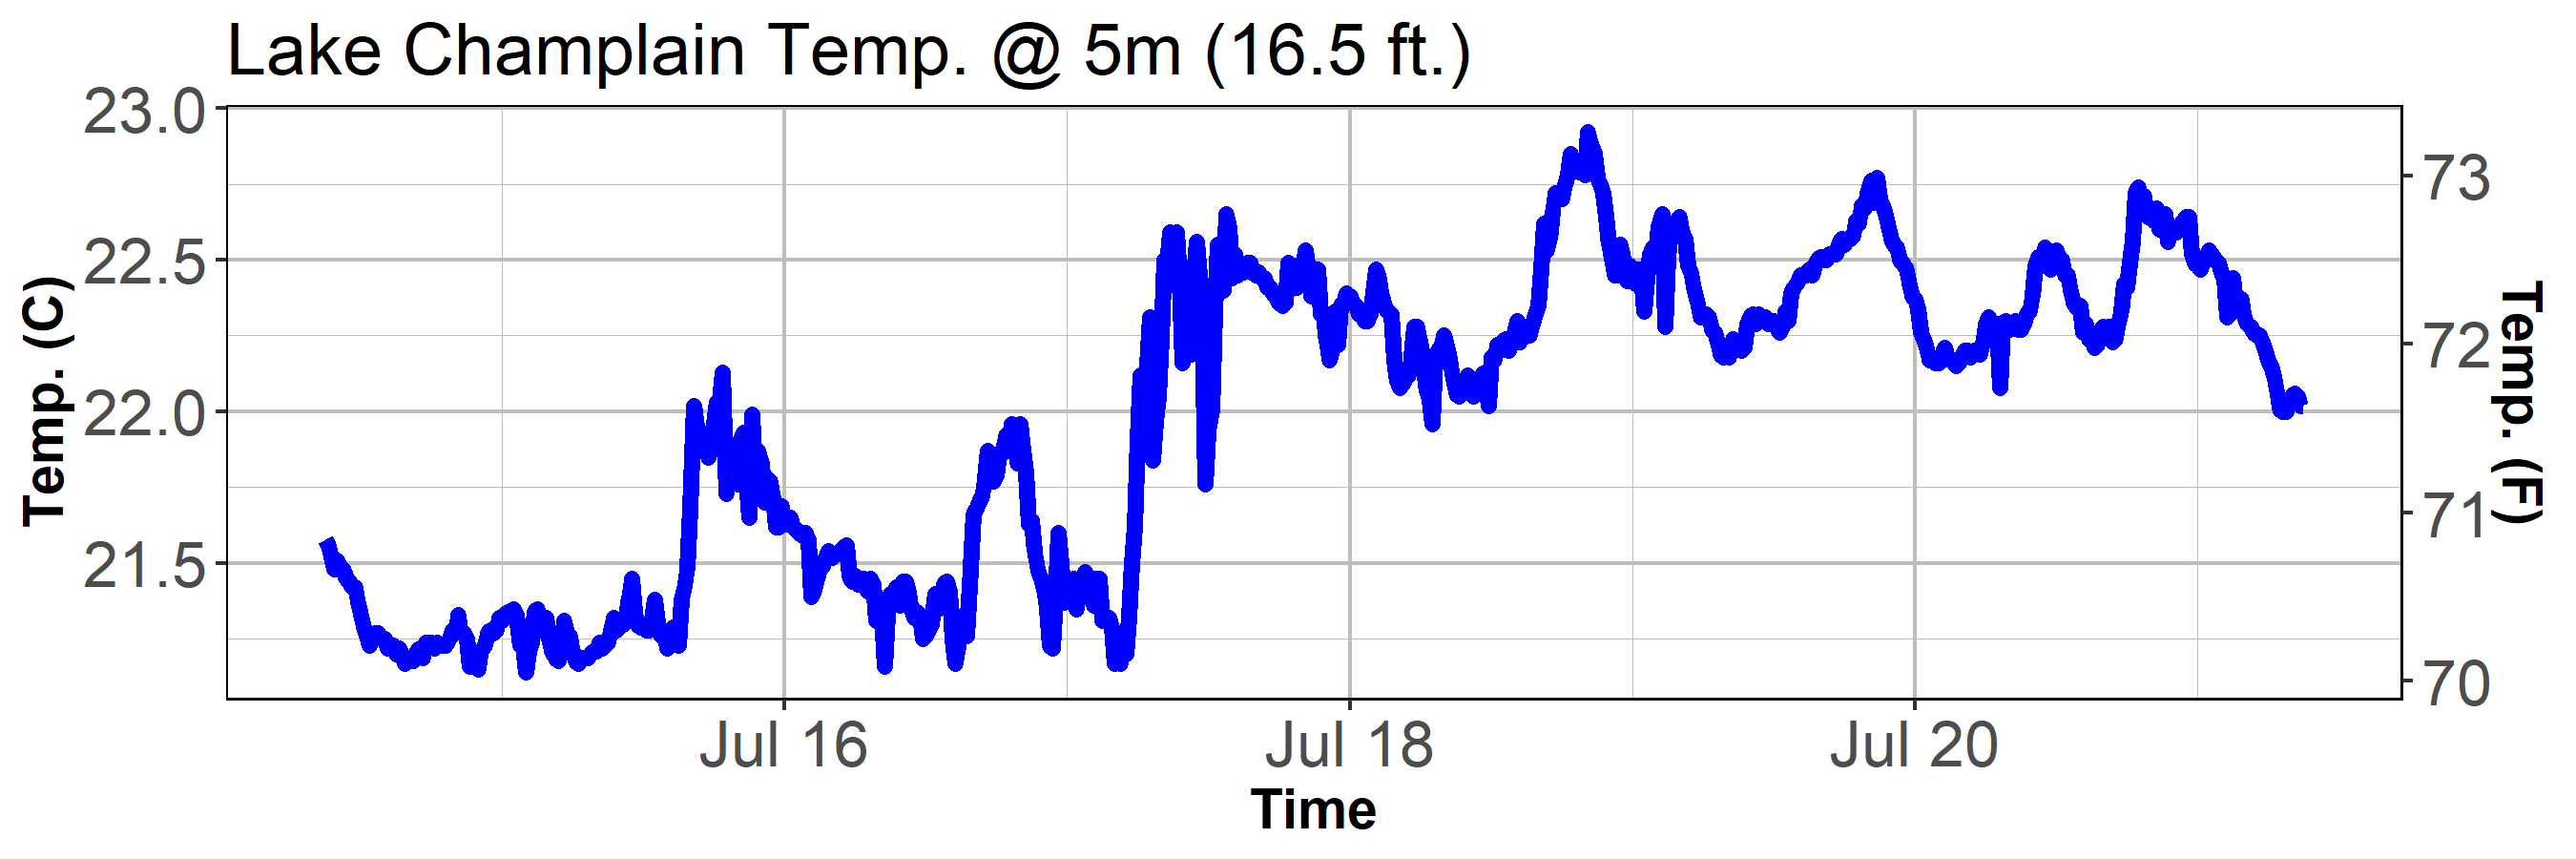 Lake Champlain Temp. @ 5m (16.5 ft.)
23.0
22.5
22.0
21.5
Temp. (C)
73
72
71
70
Temp. (F)
Jul 16
Jul 18
Jul 20
Time